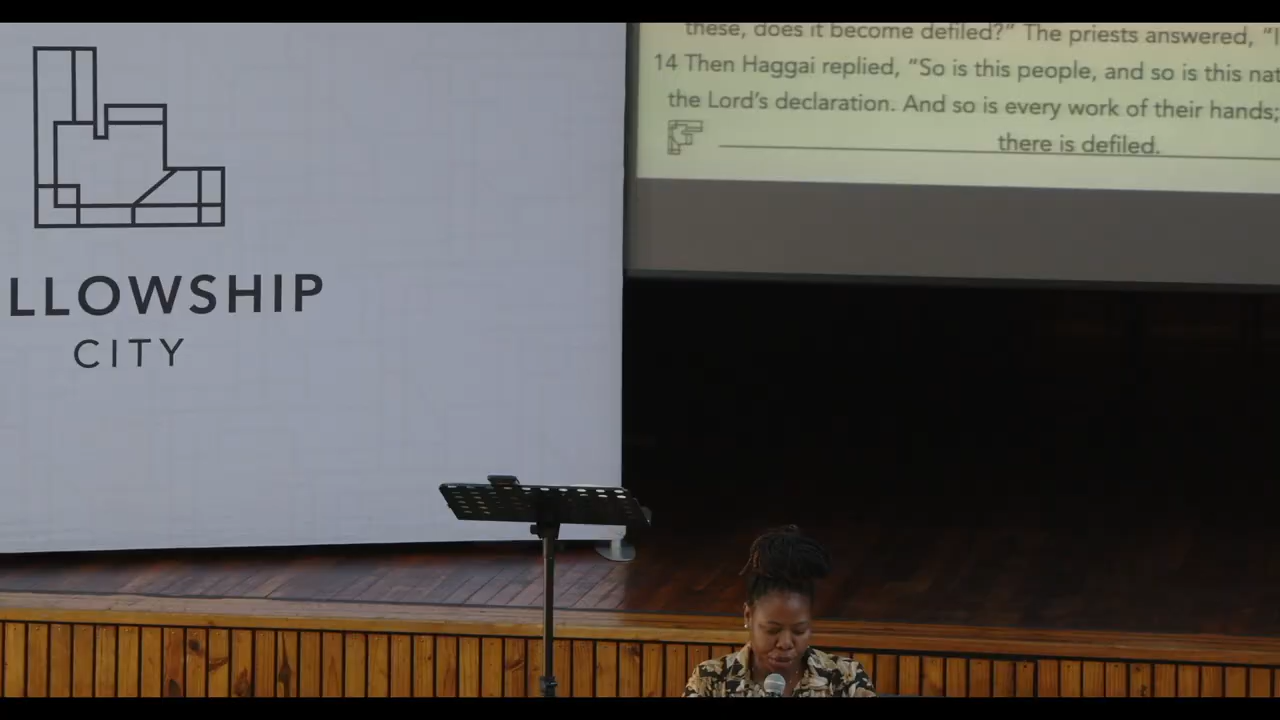 LLOWSHIP
CITY
these, does it become defiled?” The priests answered, “I
14 Then Haggai replied, “So is this people, and so is this nat
the Lord’s declaration. And so is every work of their hands;
there is defiled.